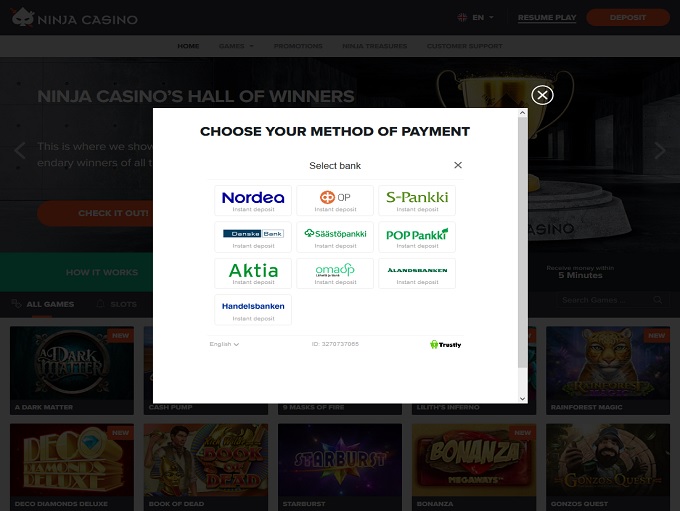 NINJA CASINO
EN
RESUME PLAY
DEPOSIT
HOME
GAMES
PROMOTIONS
NINJA TREASURES
CUSTOMER SUPPORT
NINJA CASINO'S HALL OF WINNERS
This is where we show
endary winners of all t
CHECK IT OUT!
CHOOSE YOUR METHOD OF PAYMENT
Select bank
Nordea
Instant deposit
OP
Instant deposit
S-Pankki
Instant deposit
Danske Bank
Instant deposit
Säästöpankki
Instant deposit
POP Pankki
Instant deposit
Aktia
Instant deposit
omasp
Instant deposit
ÅLANDSBANKEN
Instant deposit
Handelsbanken
Instant deposit
English
ID: 3278737985
Trustly
CASINO
HOW IT WORKS
Receive money within
5 Minutes
ALL GAMES
SLOTS
Search Games...
A DARK MATTER
NEW
NEW
NEW
RAINFOREST MAGIC
A DARK MATTER
CASH PUMP
9 MASKS OF FIRE
LILITH'S INFERNO
RAINFOREST MAGIC
DECO DIAMONDS DELUXE
NEW
BOOK OF DEAD
STARBURST
BONANZA MEGAWAYS
NEW
GONZO'S QUEST
DECO DIAMONDS DELUXE
BOOK OF DEAD
STARBURST
BONANZA
GONZOS QUEST